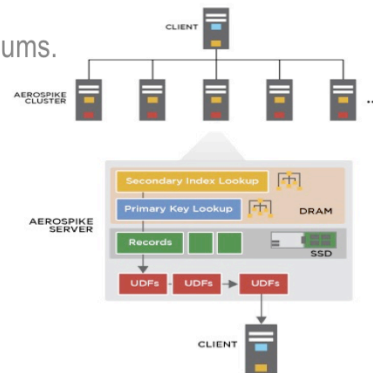 CLIENT
ums.
AEROSPIKE
CLUSTER
...
Secondary Index Lookup
Primary Key Lookup
DRAM
AEROSPIKE
SERVER
Records
SSD
UDFs
UDFs
UDFs
CLIENT